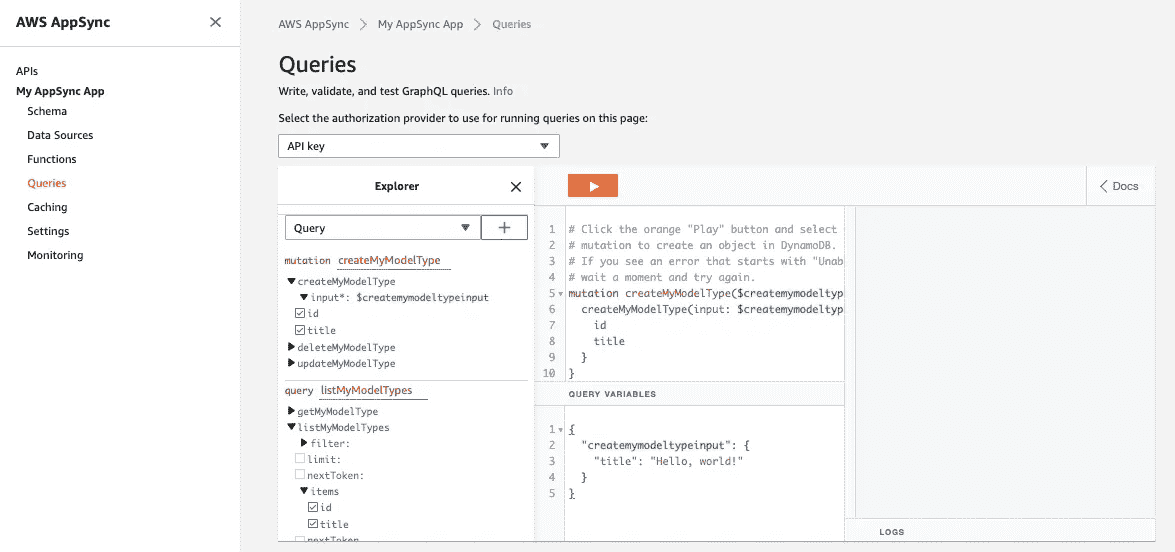 AWS AppSync
APIs
My AppSync App
Schema
Data Sources
Functions
Queries
Caching
Settings
Monitoring
AWS AppSync > My AppSync App > Queries
Queries
Write, validate, and test GraphQL queries. Info
Select the authorization provider to use for running queries on this page:
API key
Explorer
Query
mutation createMyModelType
createMyModelType
input*: $createmymodeltypeinput
id
title
deleteMyModelType
updateMyModelType
query listMyModelTypes
getMyModelType
listMyModelTypes
filter:
limit:
nextToken:
items
id
title
nextToken
1 # Click the orange "Play" button and select
2 # mutation to create an object in DynamoDB.
3 # If you see an error that starts with "Unab
4 # wait a moment and try again.
5 mutation createMyModelType($createmymodeltyp
6 createMyModelType(input: $createmymodeltyp
7 id
8 title
9 }
10 }
QUERY VARIABLES
1 {
2 "createmymodeltypeinput": {
3 "title": "Hello, world!"
4 }
5 }
Docs
LOGS